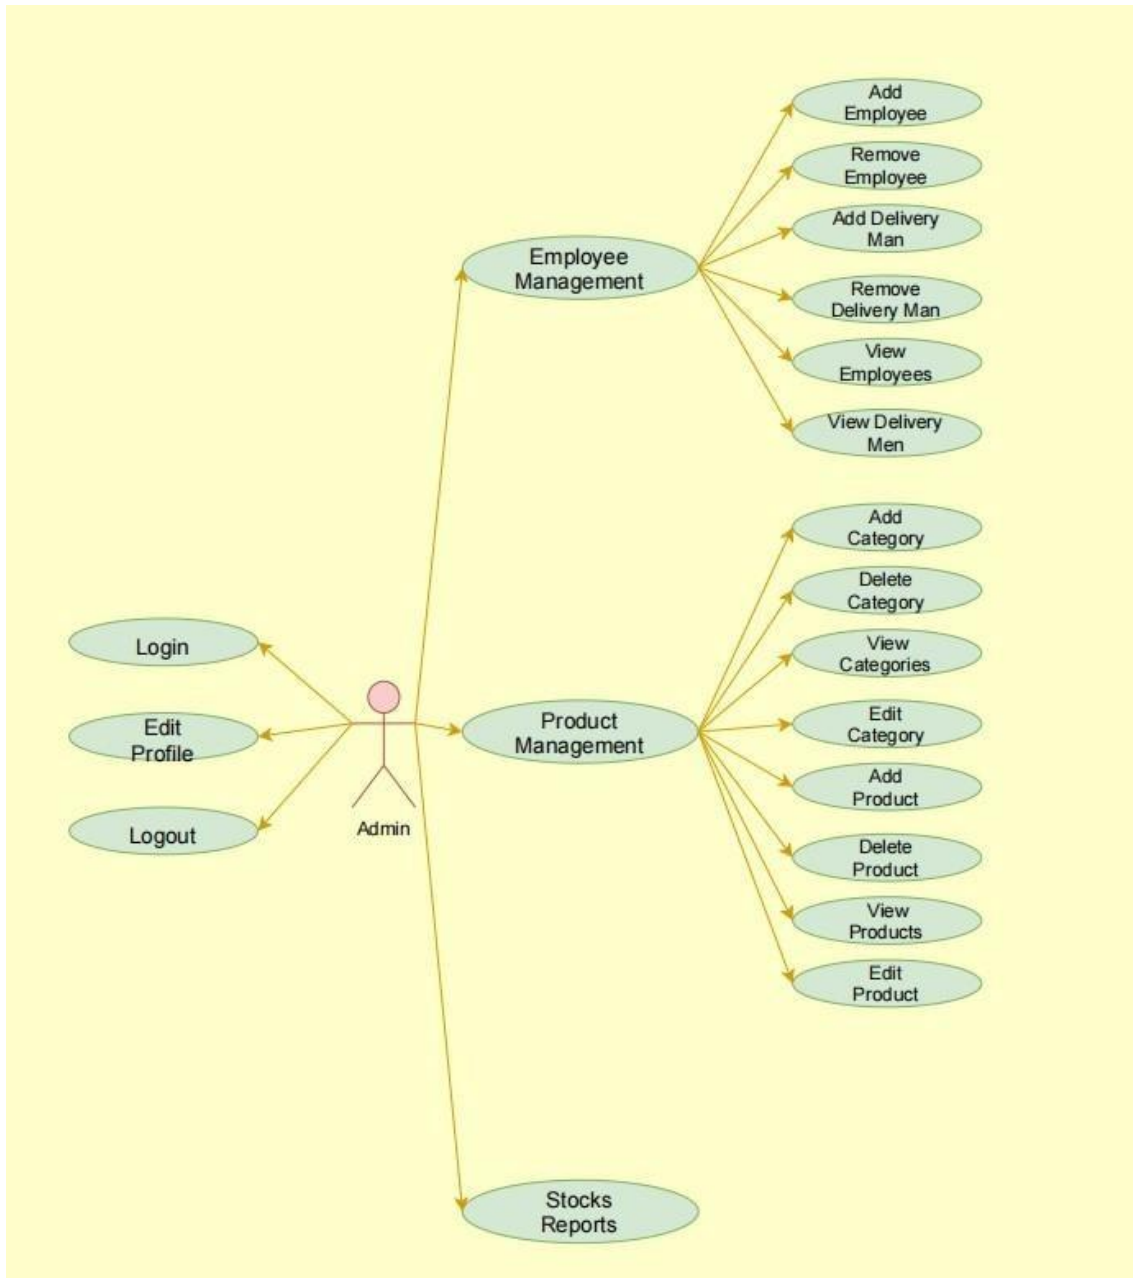 Add
Employee
Remove
Employee
Add Delivery
Man
Employee
Management
Remove
Delivery Man
View
Employees
View Delivery
Men
Add
Category
Delete
Category
Login
View
Categories
Edit
Profile
Product
Management
Edit
Category
Add
Product
Logout
Admin
Delete
Product
View
Products
Edit
Product
Stocks
Reports